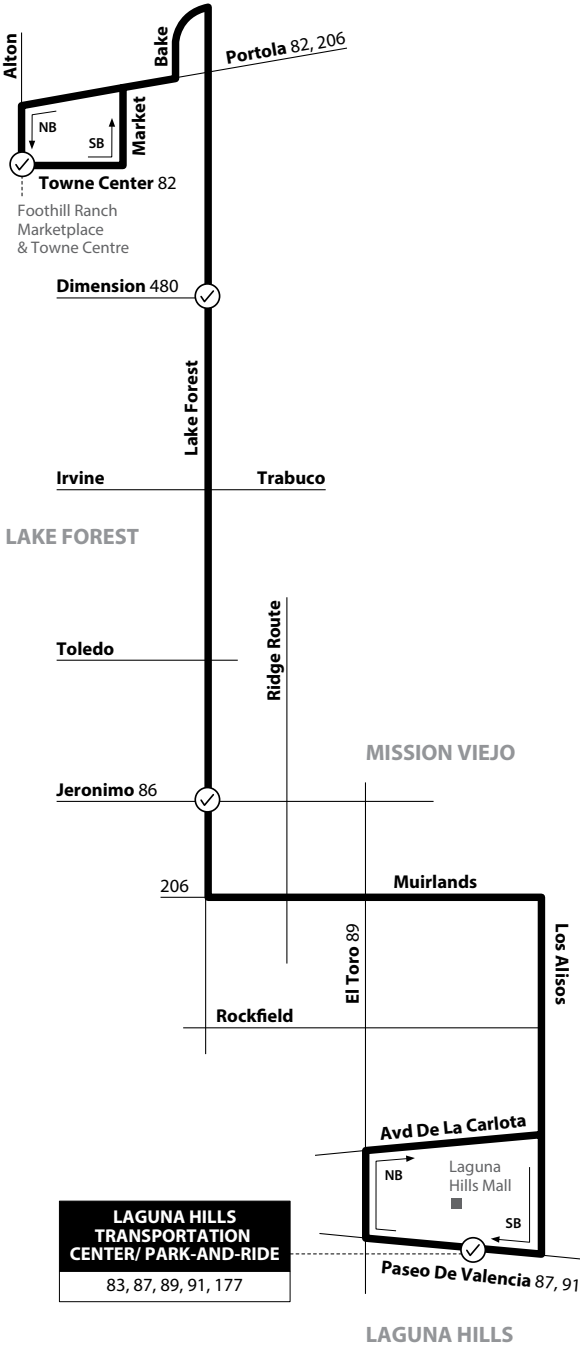 Alton
Bake
Portola 82, 206
NB
SB
Market
Towne Center 82
Foothill Ranch
Marketplace
& Towne Centre
Dimension 480
Lake Forest
Irvine
Trabuco
LAKE FOREST
Ridge Route
Toledo
MISSION VIEJO
Jeronimo 86
206
Muirlands
El Toro 89
Los Alisos
Rockfield
Avd De La Carlota
NB
Laguna
Hills Mall
SB
LAGUNA HILLS
TRANSPORTATION
CENTER/ PARK-AND-RIDE
83, 87, 89, 91, 177
Paseo De Valencia 87, 91
LAGUNA HILLS